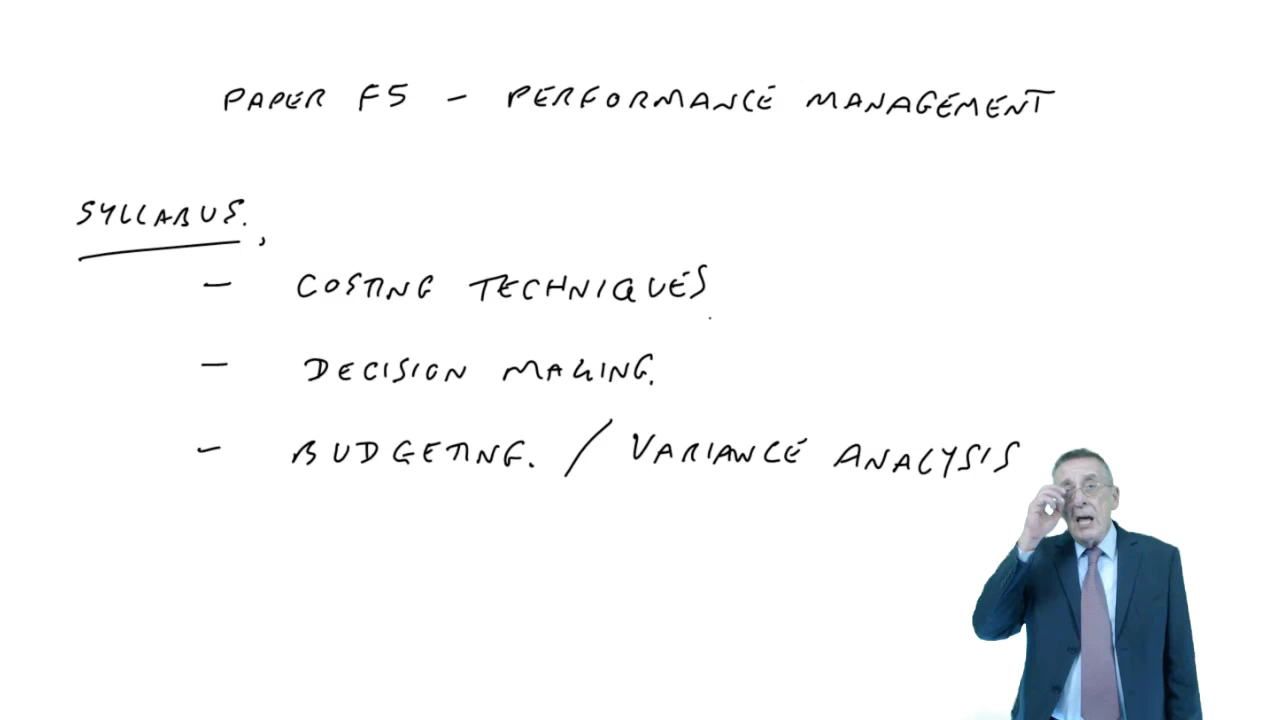 PAPER F5 - PERFORMANCE MANAGEMENT
SYLLABUS.
- COSTING TECHNIQUES
- DECISION MAKING.
- BUDGETING. / VARIANCE ANALYSIS